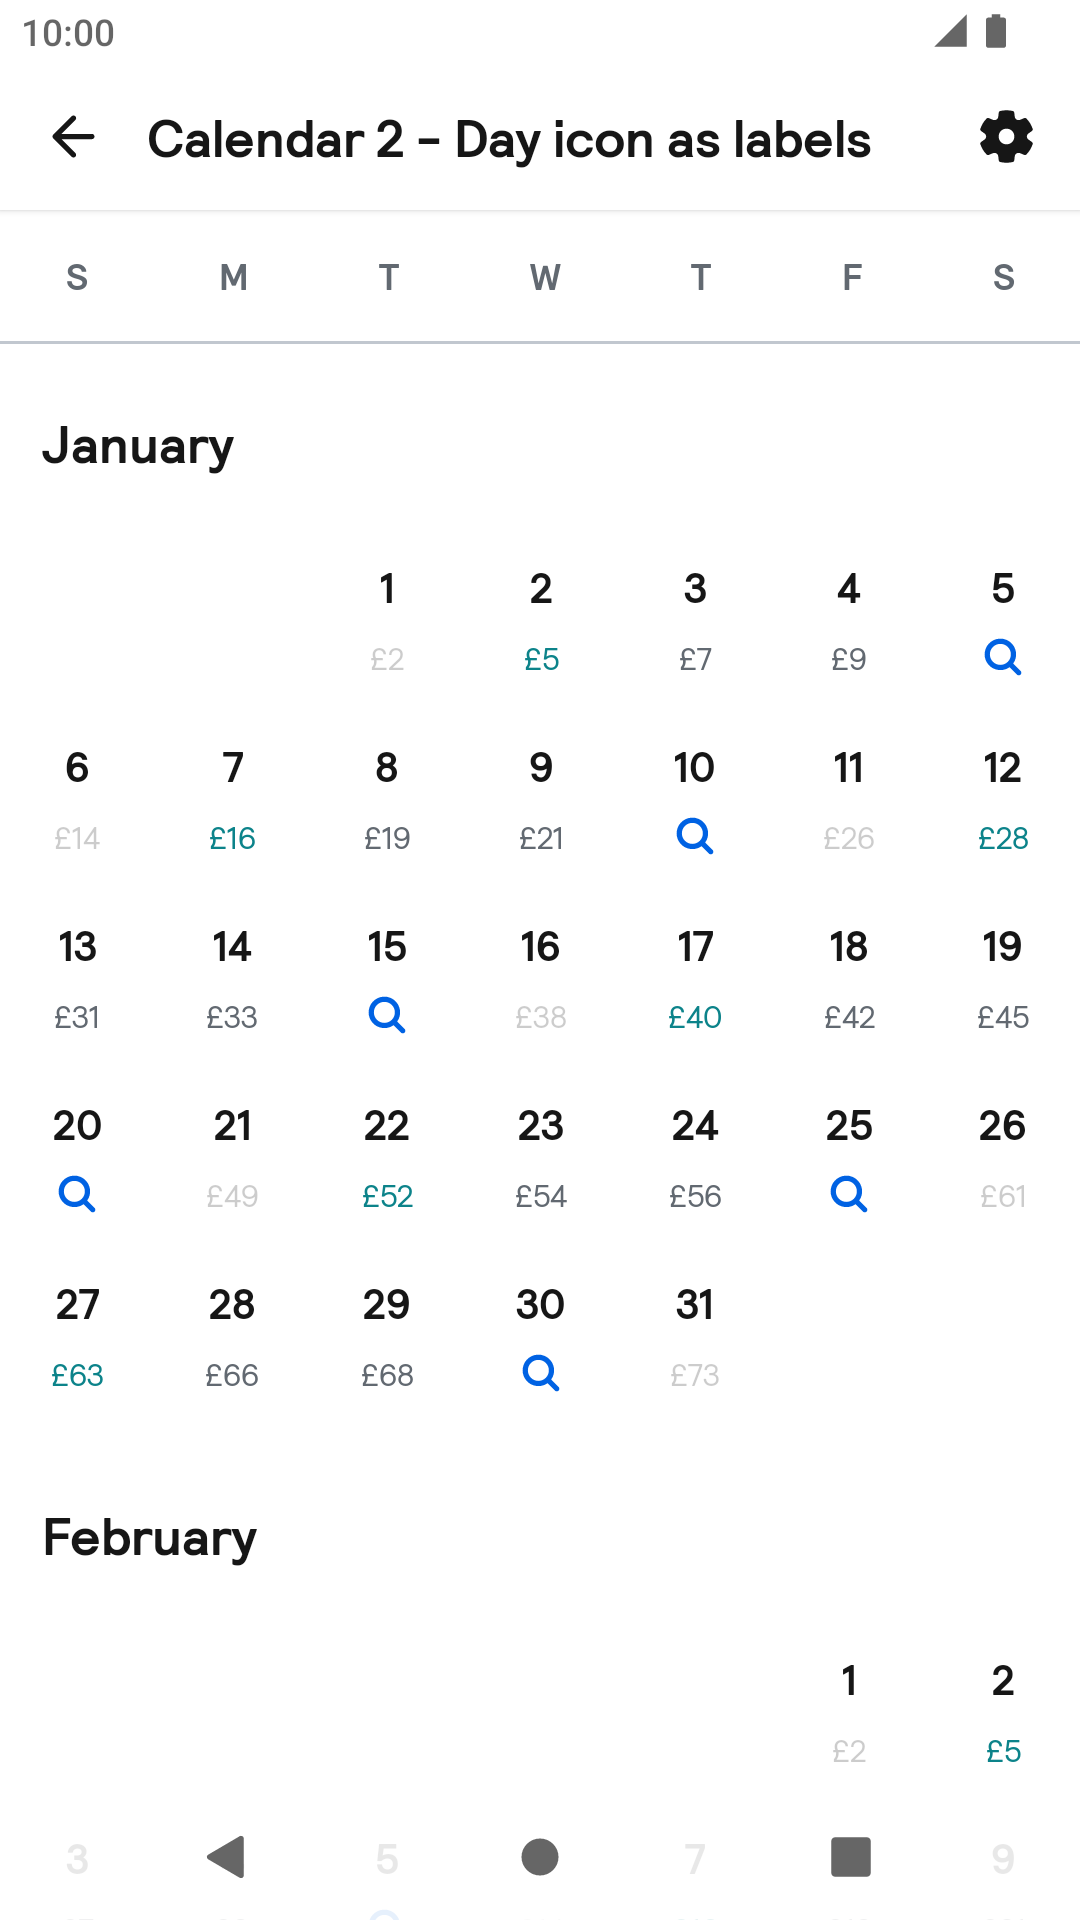 10:00
Calendar 2 – Day icon as labels
S M T W T F S
January
1 2 3 4 5
£2 £5 £7 £9
6 7 8 9 10 11 12
£14 £16 £19 £21 £26 £28
13 14 15 16 17 18 19
£31 £33 £38 £40 £42 £45
20 21 22 23 24 25 26
£49 £52 £54 £56 £61
27 28 29 30 31
£63 £66 £68 £73
February
1 2
£2 £5
3 5 7 9